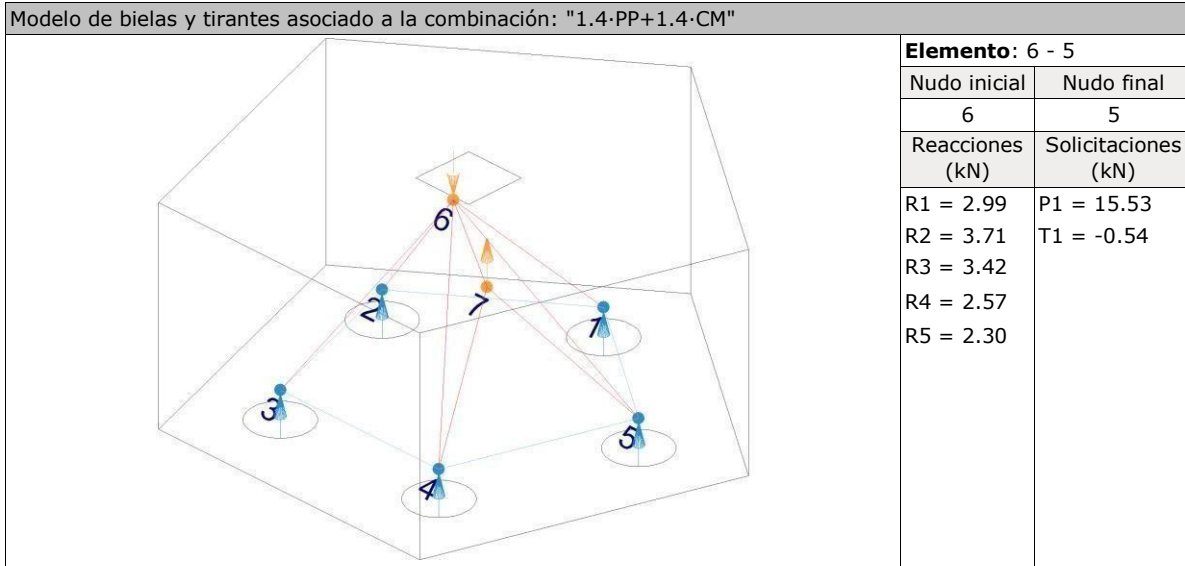 Modelo de bielas y tirantes asociado a la combinación: "1.4·PP+1.4·CM"
Elemento: 6 - 5
Nudo inicial Nudo final
6 5
Reacciones (kN) Solicitaciones (kN)
R1 = 2.99 P1 = 15.53
R2 = 3.71 T1 = -0.54
R3 = 3.42
R4 = 2.57
R5 = 2.30
6
2
7
1
3
5
4